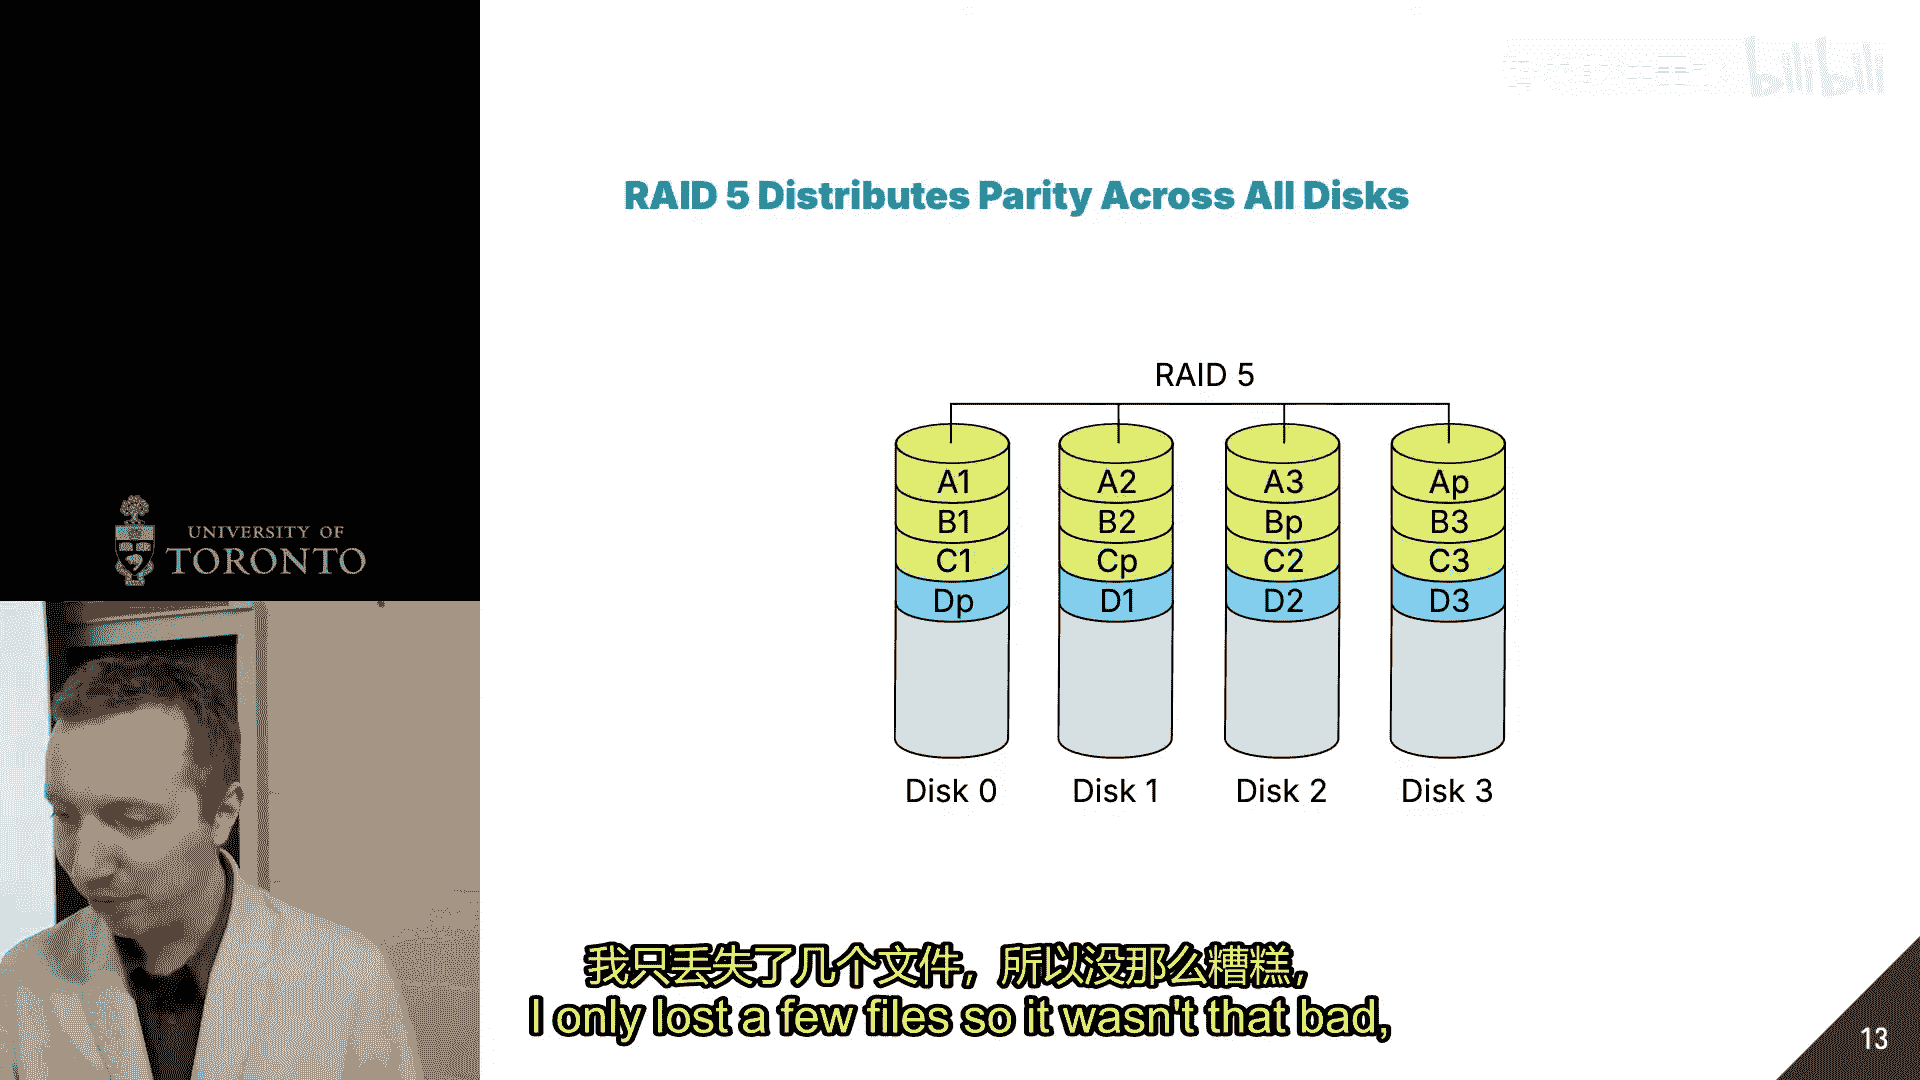 bilibili
RAID 5 Distributes Parity Across All Disks
RAID 5
A1 A2 A3 Ap
B1 B2 Bp B3
C1 Cp C2 C3
Dp D1 D2 D3
Disk 0 Disk 1 Disk 2 Disk 3
UNIVERSITY OF
TORONTO
我只丢失了几个文件，所以没那么糟糕，
I only lost a few files so it wasn't that bad,
13